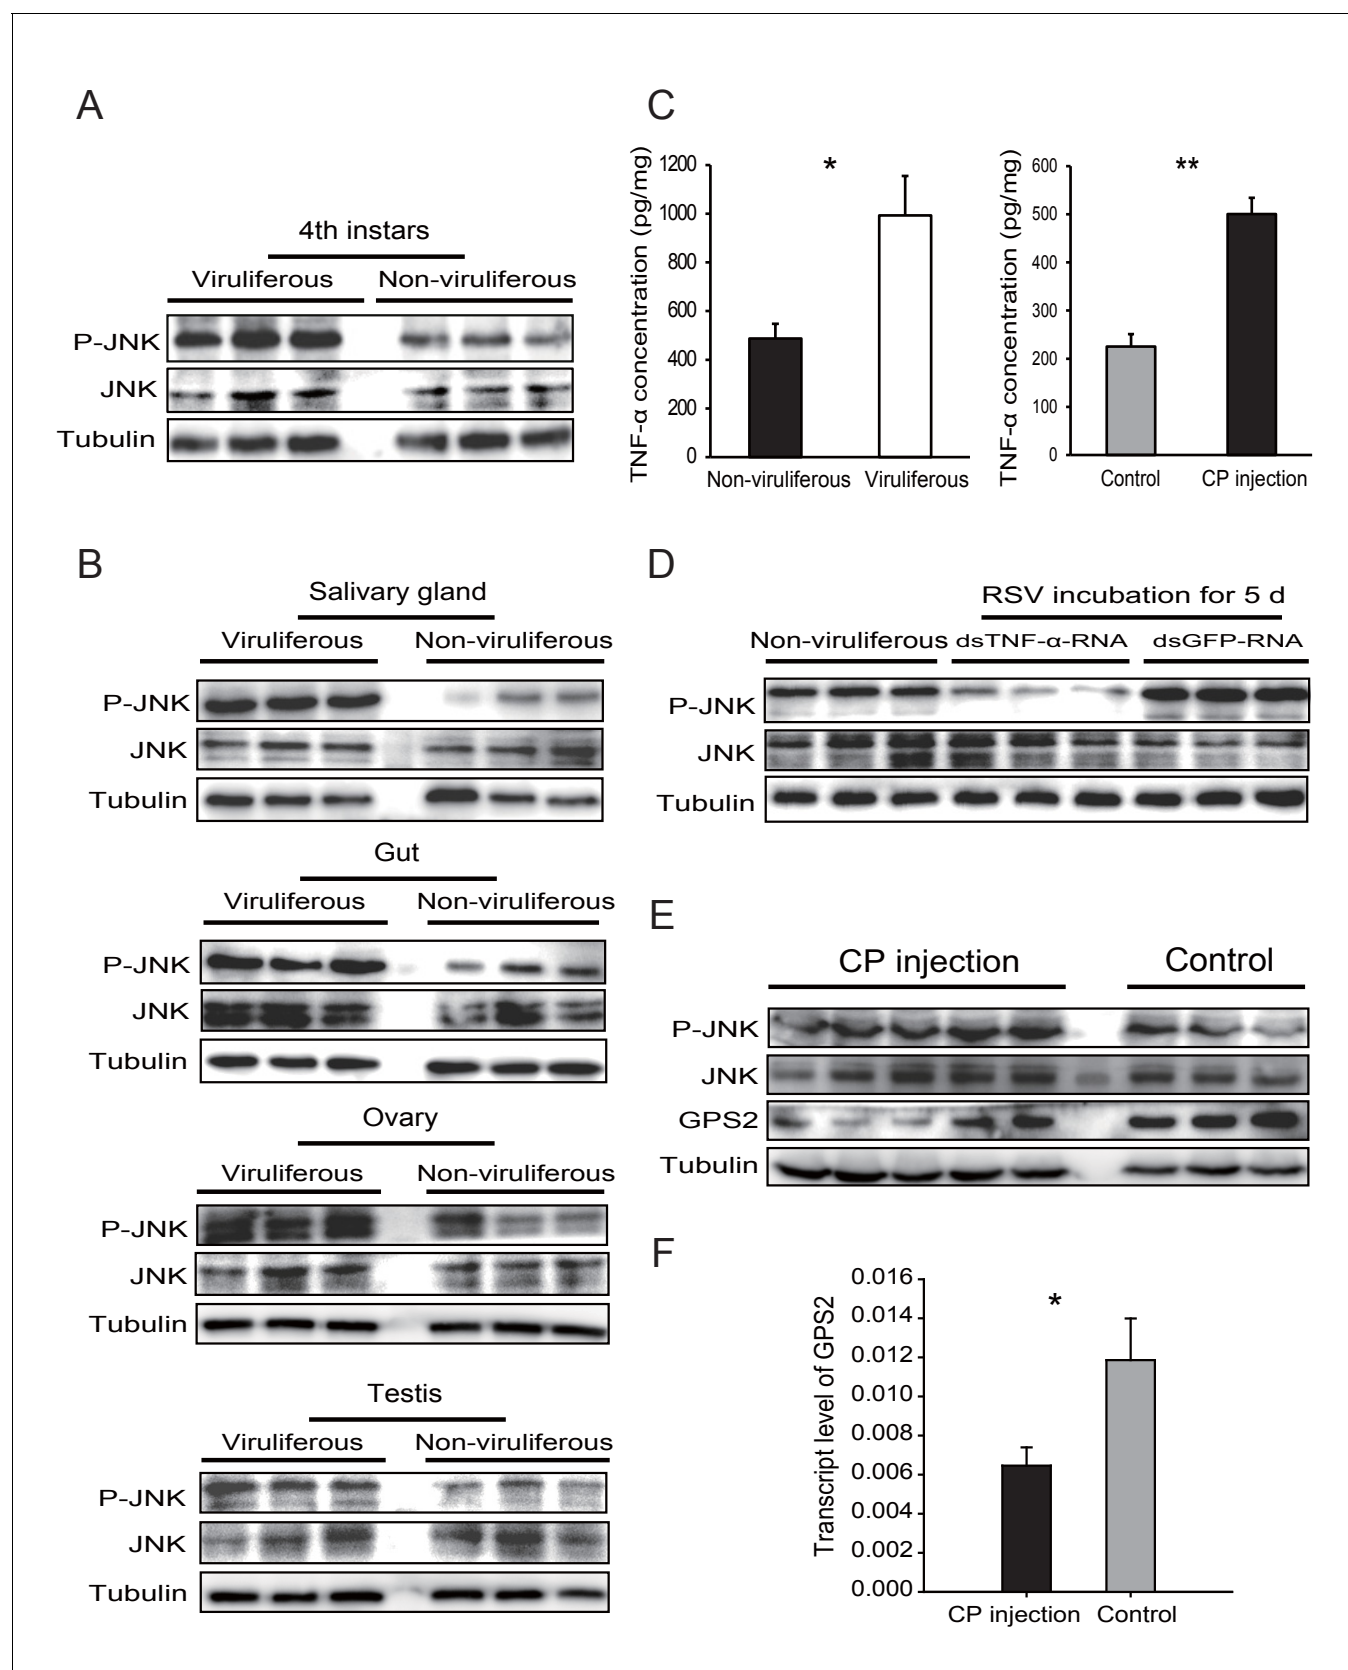 A
4th instars
Viruliferous Non-viruliferous
P-JNK
JNK
Tubulin
B
Salivary gland
Viruliferous Non-viruliferous
P-JNK
JNK
Tubulin
Gut
Viruliferous Non-viruliferous
P-JNK
JNK
Tubulin
Ovary
Viruliferous Non-viruliferous
P-JNK
JNK
Tubulin
Testis
Viruliferous Non-viruliferous
P-JNK
JNK
Tubulin
C
TNF-α concentration (pg/mg)
1200
1000
800
600
400
200
0
*
Non-viruliferous Viruliferous
TNF-α concentration (pg/mg)
600
500
400
300
200
100
0
**
Control CP injection
D
RSV incubation for 5 d
Non-viruliferous dsTNF-α-RNA dsGFP-RNA
P-JNK
JNK
Tubulin
E
CP injection Control
P-JNK
JNK
GPS2
Tubulin
F
Transcript level of GPS2
0.016
0.014
0.012
0.010
0.008
0.006
0.004
0.002
0.000
*
CP injection Control